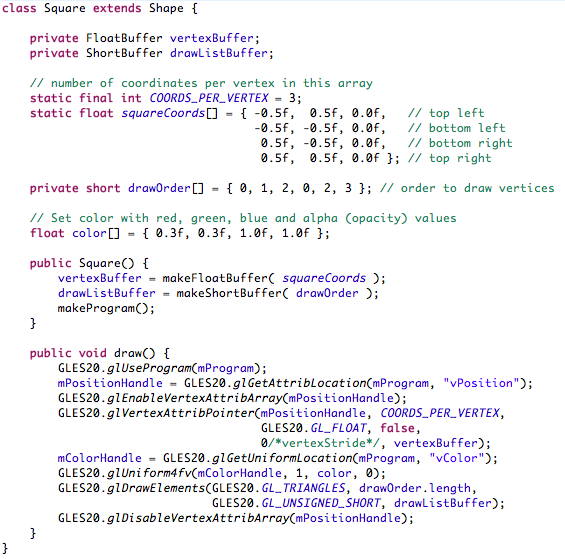 class Square extends Shape {
private FloatBuffer vertexBuffer;
private ShortBuffer drawListBuffer;
// number of coordinates per vertex in this array
static final int COORDS_PER_VERTEX = 3;
static float squareCoords[] = { -0.5f,  0.5f, 0.0f,   // top left
-0.5f, -0.5f, 0.0f,   // bottom left
0.5f, -0.5f, 0.0f,   // bottom right
0.5f,  0.5f, 0.0f }; // top right
private short drawOrder[] = { 0, 1, 2, 0, 2, 3 }; // order to draw vertices
// Set color with red, green, blue and alpha (opacity) values
float color[] = { 0.3f, 0.3f, 1.0f, 1.0f };
public Square() {
vertexBuffer = makeFloatBuffer( squareCoords );
drawListBuffer = makeShortBuffer( drawOrder );
makeProgram();
}
public void draw() {
GLES20.glUseProgram(mProgram);
mPositionHandle = GLES20.glGetAttribLocation(mProgram, "vPosition");
GLES20.glEnableVertexAttribArray(mPositionHandle);
GLES20.glVertexAttribPointer(mPositionHandle, COORDS_PER_VERTEX,
GLES20.GL_FLOAT, false,
0/*vertexStride*/, vertexBuffer);
mColorHandle = GLES20.glGetUniformLocation(mProgram, "vColor");
GLES20.glUniform4fv(mColorHandle, 1, color, 0);
GLES20.glDrawElements(GLES20.GL_TRIANGLES, drawOrder.length,
GLES20.GL_UNSIGNED_SHORT, drawListBuffer);
GLES20.glDisableVertexAttribArray(mPositionHandle);
}
}